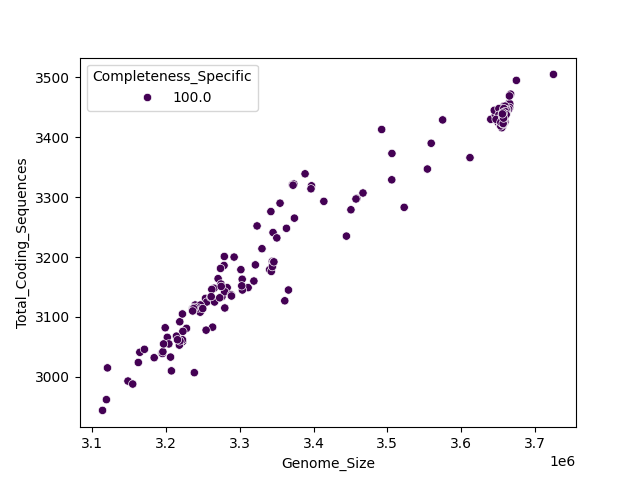 Completeness_Specific
100.0
3500
3400
3300
3200
3100
3000
Total_Coding_Sequences
3.1 3.2 3.3 3.4 3.5 3.6 3.7
1e6
Genome_Size